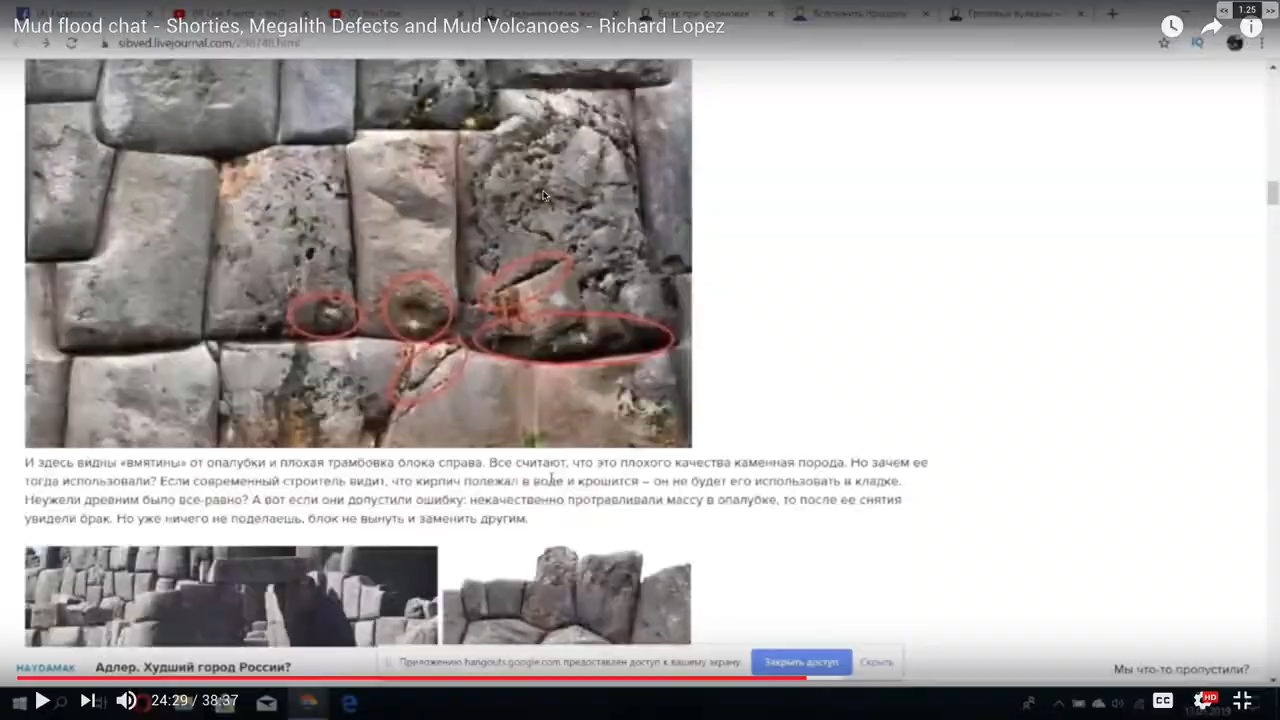 Mud flood chat - Shorties, Megalith Defects and Mud Volcanoes - Richard Lopez
<< 1.25 >>
sibved.livejournal.com/298748.html
И здесь видны «вмятины» от опалубки и плохая трамбовка блока справа. Все считают, что это плохого качества каменная порода. Но зачем ее
тогда использовали? Если современный строитель видит, что кирпич полежал в воде и крошится – он не будет его использовать в кладке.
Неужели древним было все-равно? А вот если они допустили ошибку: некачественно протравливали массу в опалубке, то после ее снятия
увидели брак. Но уже ничего не поделаешь, блок не вынуть и заменить другим.
HAYDAMAK Адлер. Худший город России?
Приложению hangouts.google.com предоставлен доступ к вашему экрану. Закрыть доступ Скрыть
Мы что-то пропустили?
24:29 / 38:37
CC HD